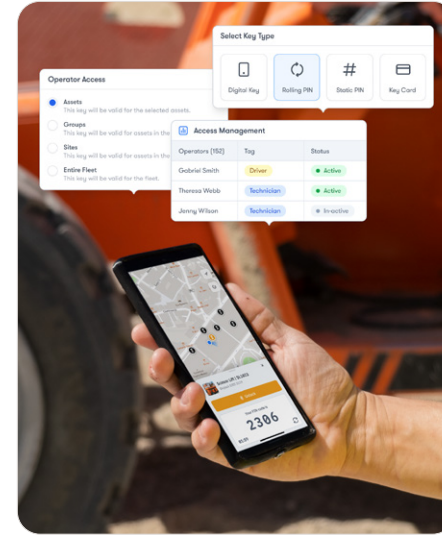 Select Key Type
Digital Key
Rolling PIN
Static PIN
Key Card
Operator Access
Assets
This key will be valid for the selected assets.
Groups
This key will be valid for assets in the
Sites
This key will be valid for assets in the
Entire Fleet
This key will be valid for the fleet.
Access Management
Operators (152) Tag Status
Gabriel Smith Driver Active
Theresa Webb Technician Active
Jenny Wilson Technician In-active
2306